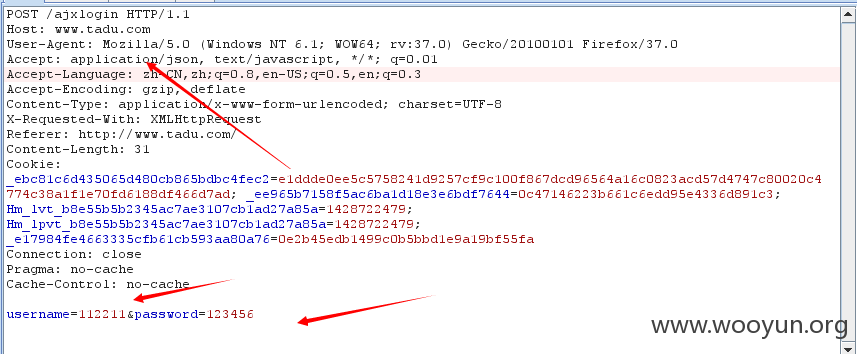 POST /ajxlogin HTTP/1.1
Host: www.tadu.com
User-Agent: Mozilla/5.0 (Windows NT 6.1; WOW64; rv:37.0) Gecko/20100101 Firefox/37.0
Accept: application/json, text/javascript, */*; q=0.01
Accept-Language: zh-CN,zh;q=0.8,en-US;q=0.5,en;q=0.3
Accept-Encoding: gzip, deflate
Content-Type: application/x-www-form-urlencoded; charset=UTF-8
X-Requested-With: XMLHttpRequest
Referer: http://www.tadu.com/
Content-Length: 31
Cookie:
_ebc81c6d435065d480cb865bdbc4fec2=e1ddde0ee5c5758241d9257cf9c100f867dcd96564a16c0823acd57d4747c80020c4
774c38a1f1e70fd6188df466d7ad; _ee965b7158f5ac6ba1d18e3e6bdf7644=0c47146223b661c6edd95e4336d891c3;
Hm_lvt_b8e55b5b2345ac7ae3107cb1ad27a85a=1428722479;
Hm_lpvt_b8e55b5b2345ac7ae3107cb1ad27a85a=1428722479;
_e17984fe4663335cfb61cb593aa80a76=0e2b45edb1499c0b5bbd1e9a19bf55fa
Connection: close
Pragma: no-cache
Cache-Control: no-cache
username=112211&password=123456
www.wooyun.org